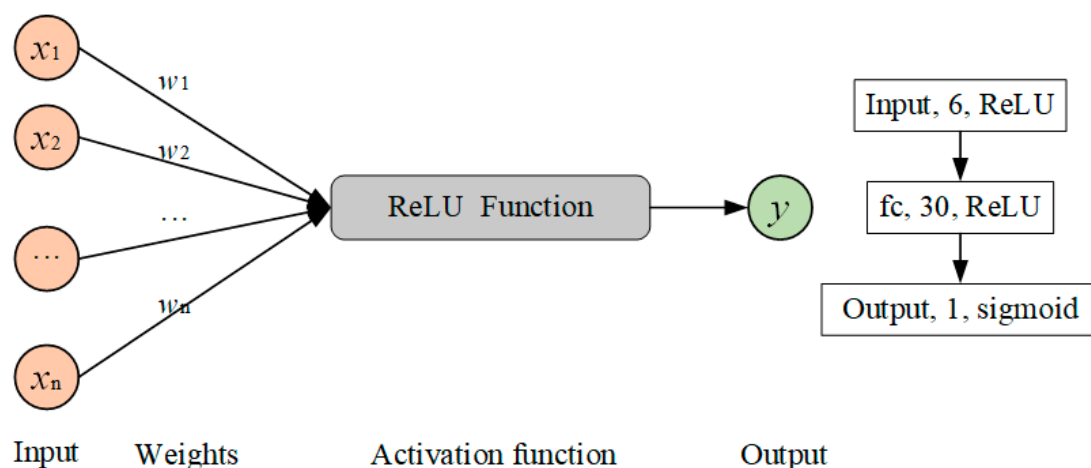 x1
w1
x2
w2
...
...
wn
xn
ReLU Function
y
Input, 6, ReLU
fc, 30, ReLU
Output, 1, sigmoid
Input
Weights
Activation function
Output